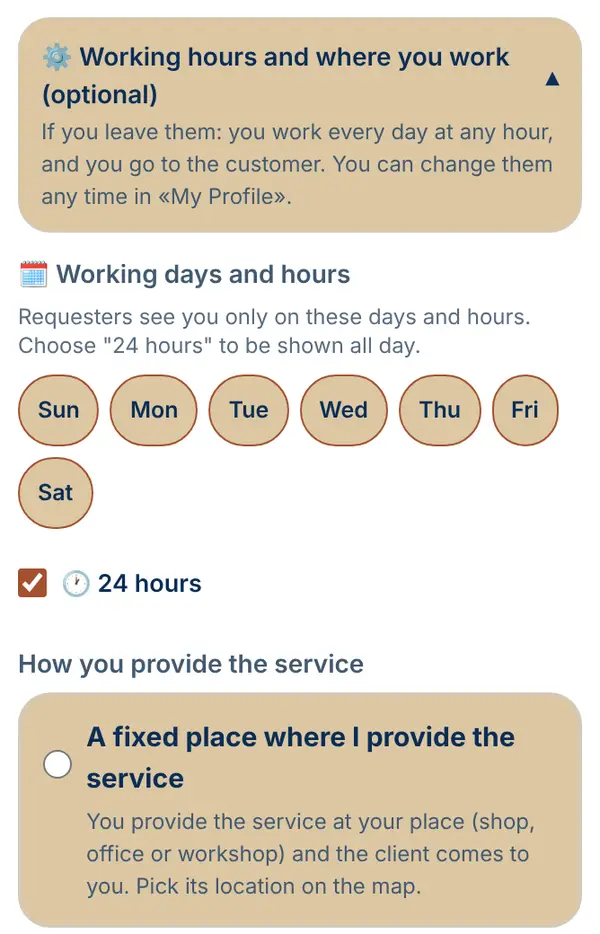 ⚙️ Working hours and where you work
(optional)
▲
If you leave them: you work every day at any hour,
and you go to the customer. You can change them
any time in «My Profile».
🗓️ Working days and hours
Requesters see you only on these days and hours.
Choose "24 hours" to be shown all day.
Sun Mon Tue Wed Thu Fri
Sat
🕐 24 hours
How you provide the service
A fixed place where I provide the
service
You provide the service at your place (shop,
office or workshop) and the client comes to
you. Pick its location on the map.